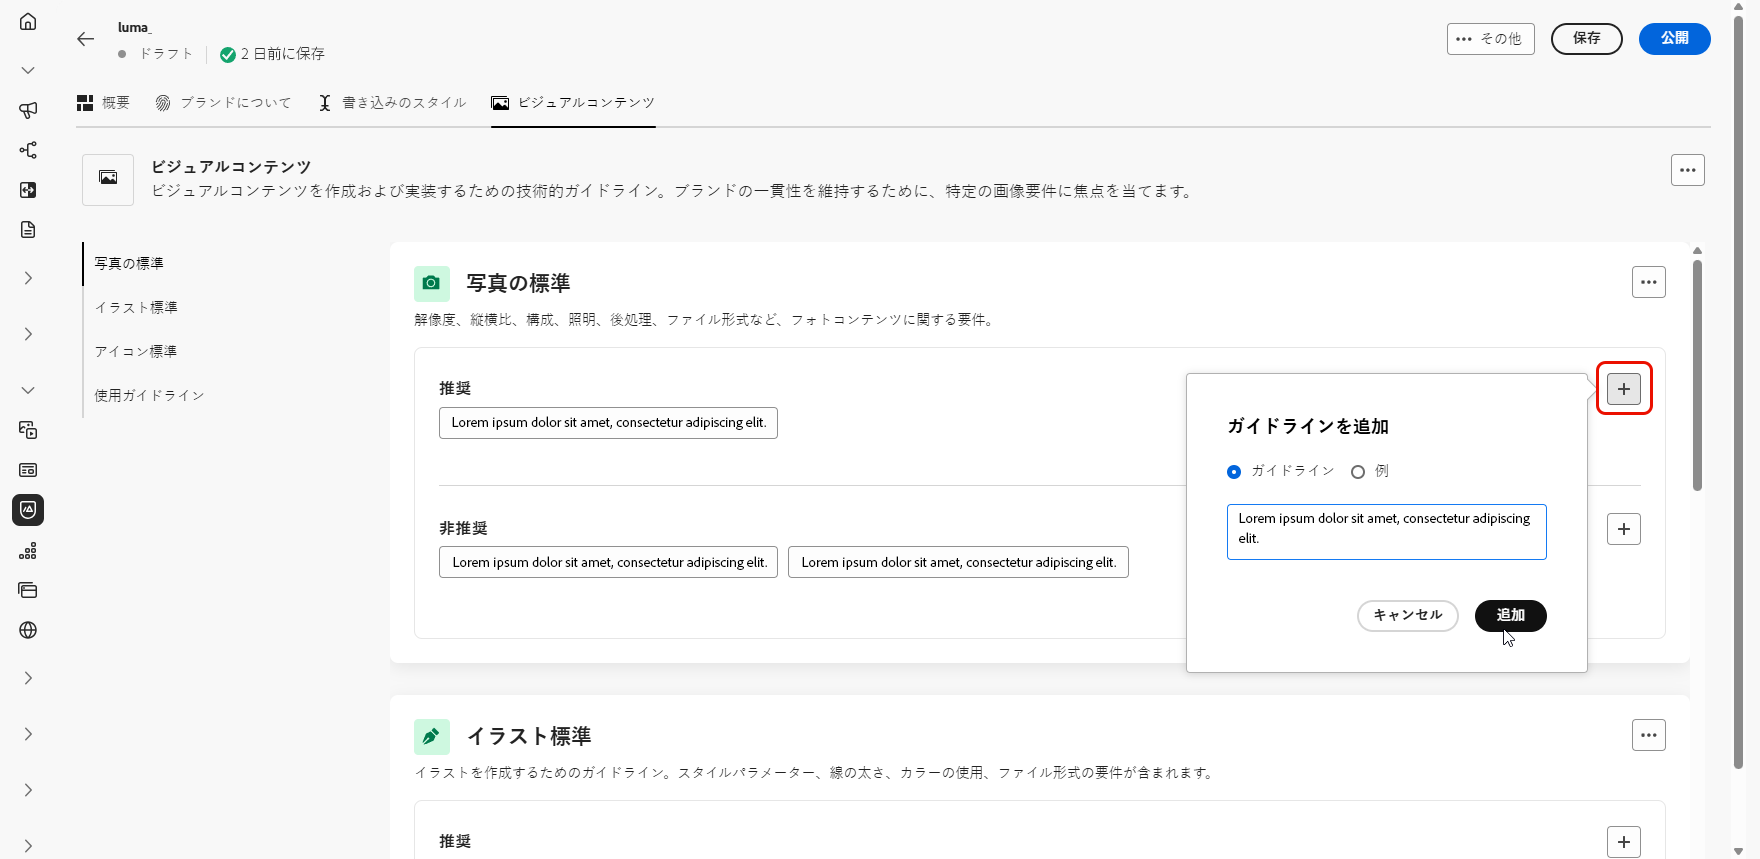 luma_
ドラフト
2 日前に保存
その他
保存
公開
概要
ブランドについて
書き込みのスタイル
ビジュアルコンテンツ
ビジュアルコンテンツ
ビジュアルコンテンツを作成および実装するための技術的ガイドライン。ブランドの一貫性を維持するために、特定の画像要件に焦点を当てます。
写真の標準
イラスト標準
アイコン標準
使用ガイドライン
写真の標準
解像度、縦横比、構成、照明、後処理、ファイル形式など、フォトコンテンツに関する要件。
推奨
Lorem ipsum dolor sit amet, consectetur adipiscing elit.
非推奨
Lorem ipsum dolor sit amet, consectetur adipiscing elit.
Lorem ipsum dolor sit amet, consectetur adipiscing elit.
ガイドラインを追加
ガイドライン
例
Lorem ipsum dolor sit amet, consectetur adipiscing
elit.
キャンセル
追加
イラスト標準
イラストを作成するためのガイドライン。スタイルパラメーター、線の太さ、カラーの使用、ファイル形式の要件が含まれます。
推奨